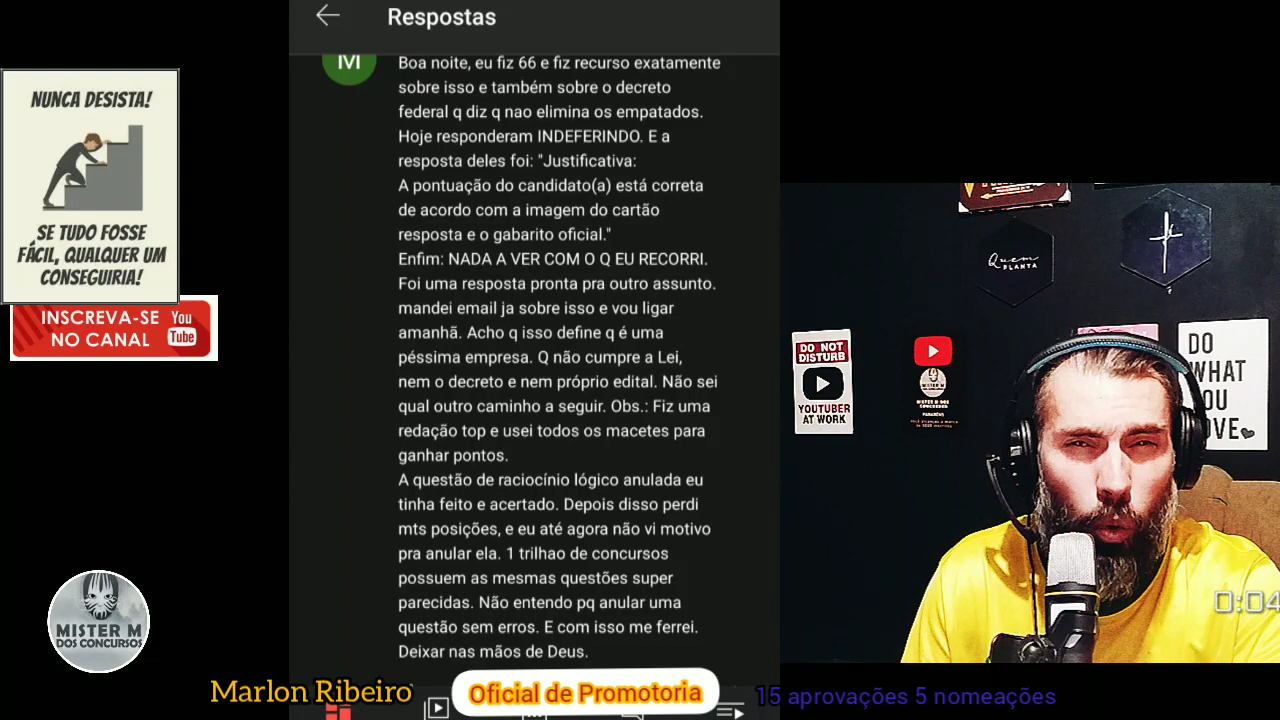 Respostas
M
Boa noite, eu fiz 66 e fiz recurso exatamente
sobre isso e também sobre o decreto
federal q diz q nao elimina os empatados.
Hoje responderam INDEFERINDO. E a
resposta deles foi: "Justificativa:
A pontuação do candidato(a) está correta
de acordo com a imagem do cartão
resposta e o gabarito oficial."
Enfim: NADA A VER COM O Q EU RECORRI.
Foi uma resposta pronta pra outro assunto.
mandei email ja sobre isso e vou ligar
amanhã. Acho q isso define q é uma
péssima empresa. Q não cumpre a Lei,
nem o decreto e nem próprio edital. Não sei
qual outro caminho a seguir. Obs.: Fiz uma
redação top e usei todos os macetes para
ganhar pontos.
A questão de raciocínio lógico anulada eu
tinha feito e acertado. Depois disso perdi
mts posições, e eu até agora não vi motivo
pra anular ela. 1 trilhao de concursos
possuem as mesmas questões super
parecidas. Não entendo pq anular uma
questão sem erros. E com isso me ferrei.
Deixar nas mãos de Deus.
NUNCA DESISTA!
SE TUDO FOSSE
FÁCIL, QUALQUER UM
CONSEGUIRIA!
INSCREVA-SE
NO CANAL
You
Tube
MISTER M
DOS CONCURSOS
Quem
PLANTA
DO NOT
DISTURB
YOUTUBER
AT WORK
MISTER M DOS
CONCURSOS
DO
WHAT
YOU
LOVE
0:04
Marlon Ribeiro
Oficial de Promotoria
15 aprovações 5 nomeações